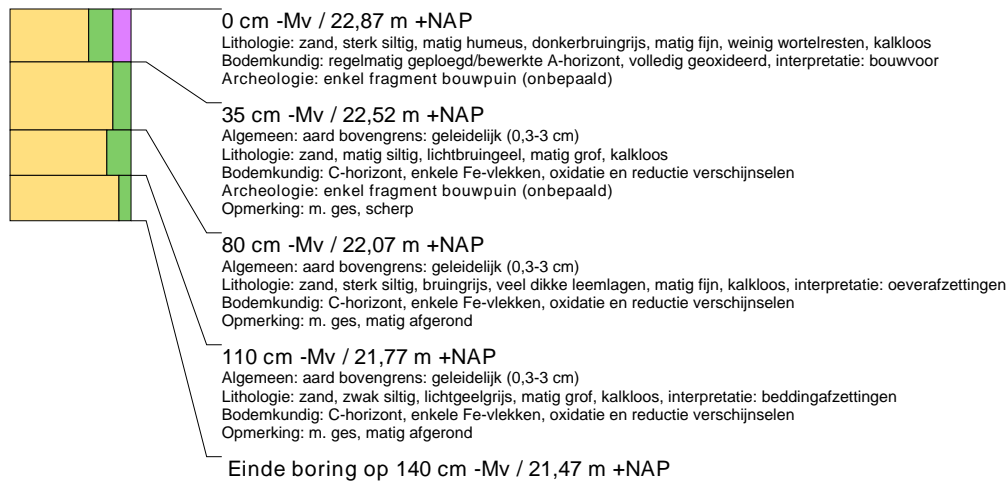 0 cm -Mv / 22,87 m +NAP
Lithologie: zand, sterk siltig, matig humeus, donkerbruingrijs, matig fijn, weinig wortelresten, kalkloos
Bodemkundig: regelmatig geploegd/bewerkte A-horizont, volledig geoxideerd, interpretatie: bouwvoor
Archeologie: enkel fragment bouwpuin (onbepaald)
35 cm -Mv / 22,52 m +NAP
Algemeen: aard bovengrens: geleidelijk (0,3-3 cm)
Lithologie: zand, matig siltig, lichtbruingeel, matig grof, kalkloos
Bodemkundig: C-horizont, enkele Fe-vlekken, oxidatie en reductie verschijnselen
Archeologie: enkel fragment bouwpuin (onbepaald)
Opmerking: m. ges, scherp
80 cm -Mv / 22,07 m +NAP
Algemeen: aard bovengrens: geleidelijk (0,3-3 cm)
Lithologie: zand, sterk siltig, bruingrijs, veel dikke leemlagen, matig fijn, kalkloos, interpretatie: oeverafzettingen
Bodemkundig: C-horizont, enkele Fe-vlekken, oxidatie en reductie verschijnselen
Opmerking: m. ges, matig afgerond
110 cm -Mv / 21,77 m +NAP
Algemeen: aard bovengrens: geleidelijk (0,3-3 cm)
Lithologie: zand, zwak siltig, lichtgeelgrijs, matig grof, kalkloos, interpretatie: beddingafzettingen
Bodemkundig: C-horizont, enkele Fe-vlekken, oxidatie en reductie verschijnselen
Opmerking: m. ges, matig afgerond
Einde boring op 140 cm -Mv / 21,47 m +NAP